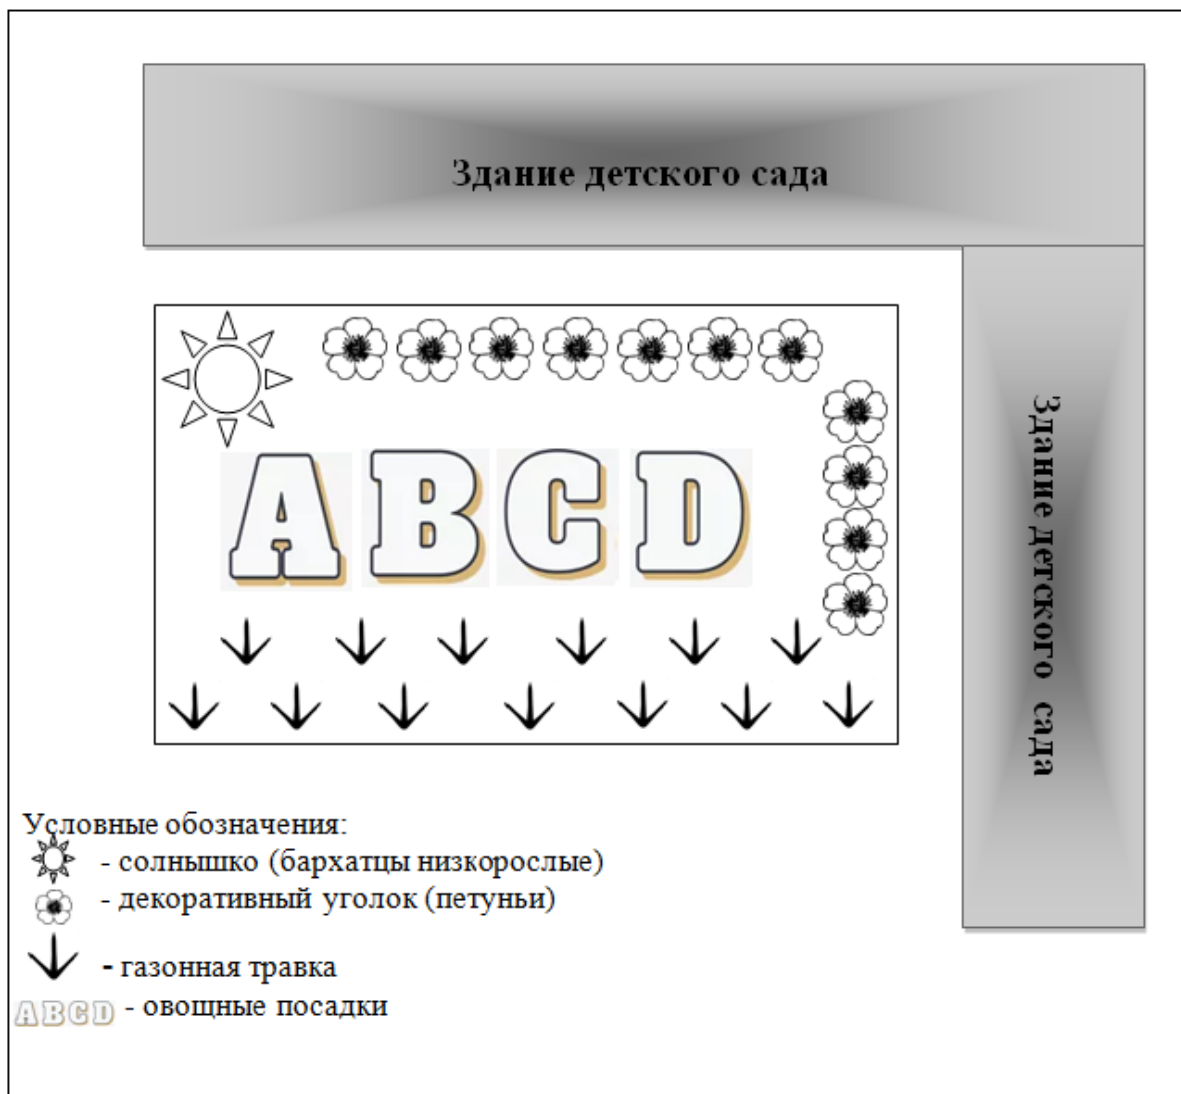 Здание детского сада
Здание детского сада
A B C D
Условные обозначения:
- солнышко (бархатцы низкорослые)
- декоративный уголок (петуньи)
- газонная травка
ABCD - овощные посадки